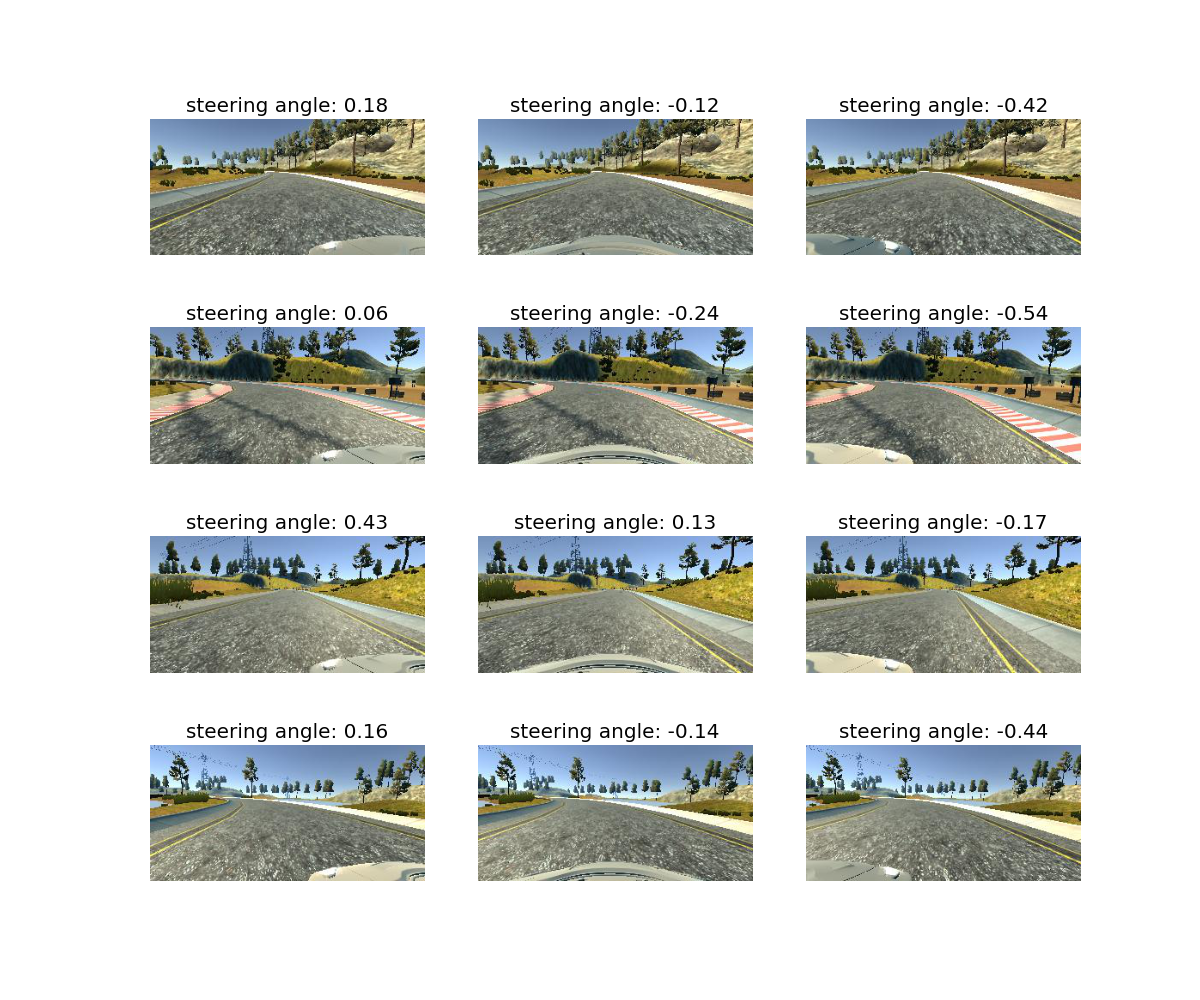 steering angle: 0.18
steering angle: -0.12
steering angle: -0.42
steering angle: 0.06
steering angle: -0.24
steering angle: -0.54
steering angle: 0.43
steering angle: 0.13
steering angle: -0.17
steering angle: 0.16
steering angle: -0.14
steering angle: -0.44